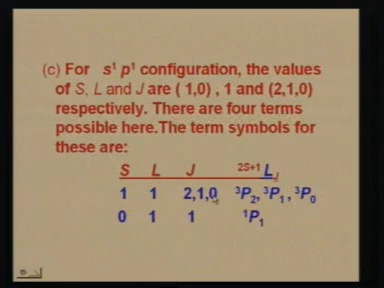 (c) For s¹ p¹ configuration, the values
of S, L and J are ( 1,0) , 1 and (2,1,0)
respectively. There are four terms
possible here.The term symbols for
these are:
S L J ²ˢ⁺¹L_J
1 1 2,1,0 ³P₂, ³P₁, ³P₀
0 1 1 ¹P₁